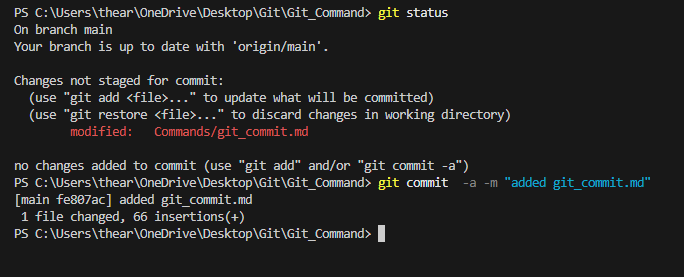 PS C:\Users\thear\OneDrive\Desktop\Git\Git_Command> git status
On branch main
Your branch is up to date with 'origin/main'.
Changes not staged for commit:
(use "git add <file>..." to update what will be committed)
(use "git restore <file>..." to discard changes in working directory)
modified: Commands/git_commit.md
no changes added to commit (use "git add" and/or "git commit -a")
PS C:\Users\thear\OneDrive\Desktop\Git\Git_Command> git commit -a -m "added git_commit.md"
[main fe807ac] added git_commit.md
1 file changed, 66 insertions(+)
PS C:\Users\thear\OneDrive\Desktop\Git\Git_Command>